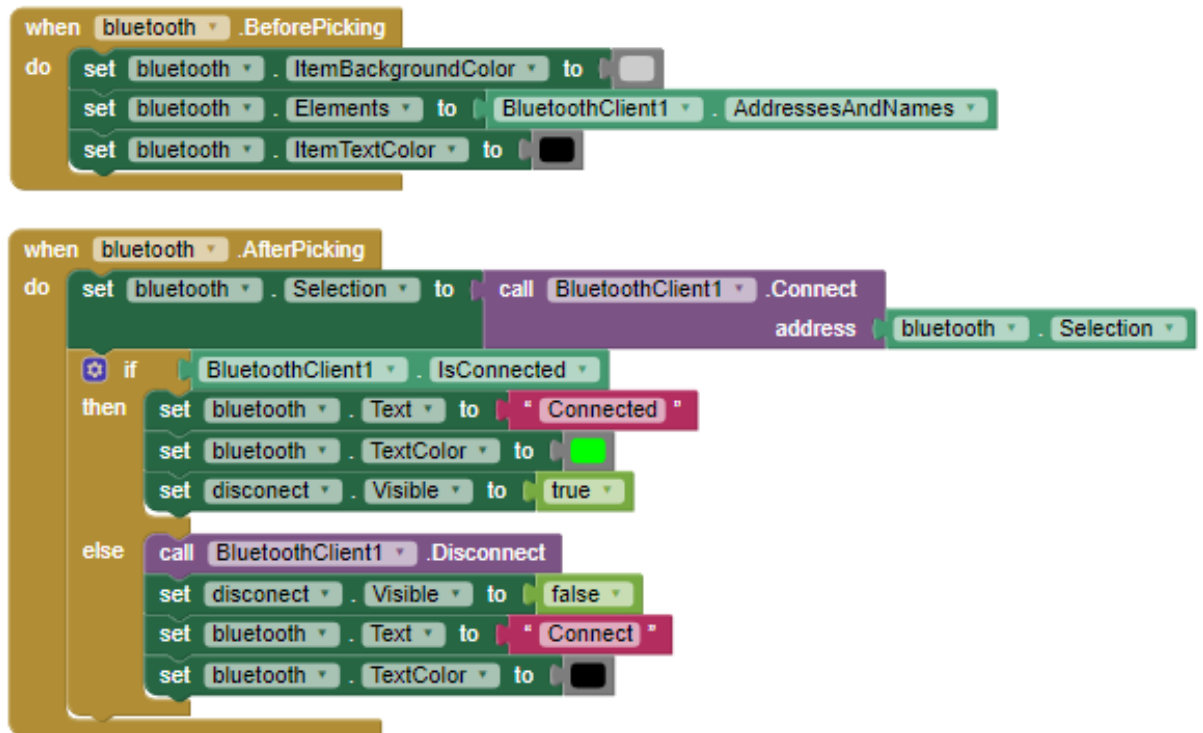 when bluetooth .BeforePicking
do set bluetooth . ItemBackgroundColor to
set bluetooth . Elements to BluetoothClient1 . AddressesAndNames
set bluetooth . ItemTextColor to
when bluetooth .AfterPicking
do set bluetooth . Selection to call BluetoothClient1 .Connect
address bluetooth . Selection
if BluetoothClient1 . IsConnected
then set bluetooth . Text to " Connected "
set bluetooth . TextColor to
set disconect . Visible to true
else call BluetoothClient1 .Disconnect
set disconect . Visible to false
set bluetooth . Text to " Connect "
set bluetooth . TextColor to